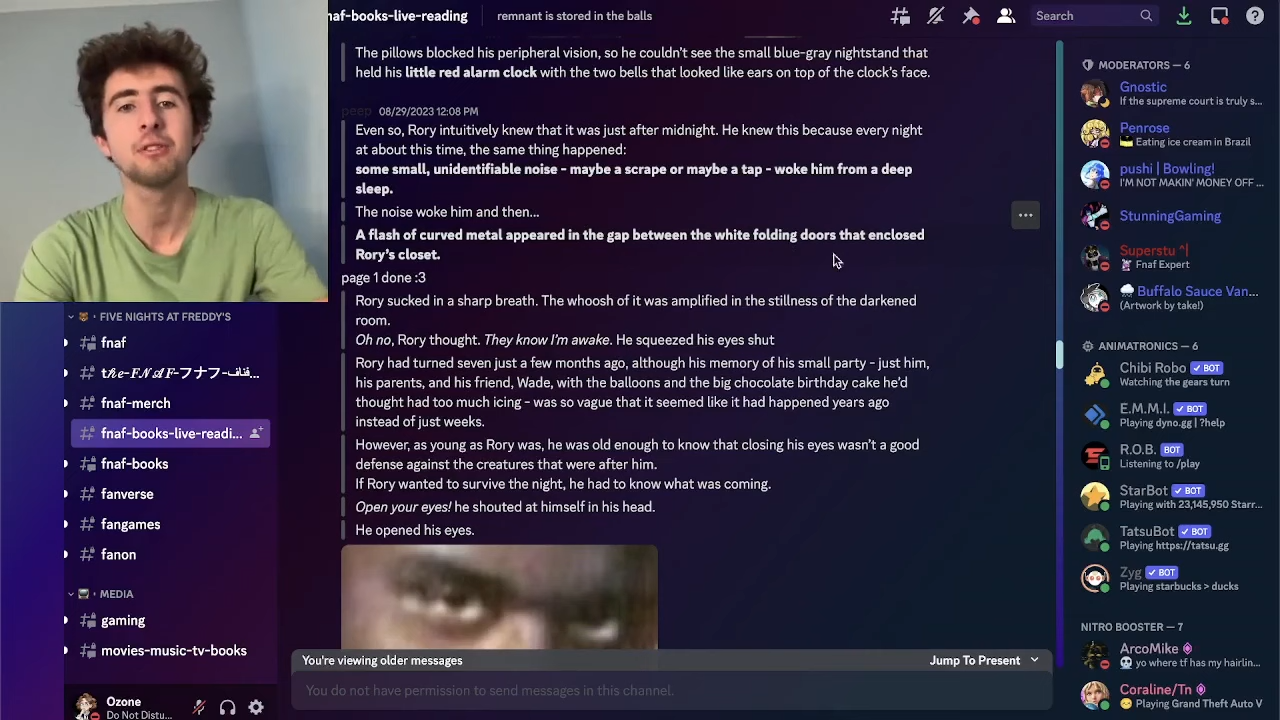 naf-books-live-reading
remnant is stored in the balls
Search
The pillows blocked his peripheral vision, so he couldn't see the small blue-gray nightstand that
held his little red alarm clock with the two bells that looked like ears on top of the clock's face.
peep 08/29/2023 12:08 PM
Even so, Rory intuitively knew that it was just after midnight. He knew this because every night
at about this time, the same thing happened:
some small, unidentifiable noise - maybe a scrape or maybe a tap - woke him from a deep
sleep.
The noise woke him and then...
A flash of curved metal appeared in the gap between the white folding doors that enclosed
Rory's closet.
page 1 done :3
Rory sucked in a sharp breath. The whoosh of it was amplified in the stillness of the darkened
room.
Oh no, Rory thought. They know I'm awake. He squeezed his eyes shut
Rory had turned seven just a few months ago, although his memory of his small party - just him,
his parents, and his friend, Wade, with the balloons and the big chocolate birthday cake he'd
thought had too much icing - was so vague that it seemed like it had happened years ago
instead of just weeks.
However, as young as Rory was, he was old enough to know that closing his eyes wasn't a good
defense against the creatures that were after him.
If Rory wanted to survive the night, he had to know what was coming.
Open your eyes! he shouted at himself in his head.
He opened his eyes.
You're viewing older messages
Jump To Present
You do not have permission to send messages in this channel.
FIVE NIGHTS AT FREDDY'S
fnaf
fnaf-merch
fnaf-books-live-readi...
fnaf-books
fanverse
fangames
fanon
MEDIA
gaming
movies-music-tv-books
Ozone
Do Not Distu...
MODERATORS — 6
Gnostic
If the supreme court is truly s...
Penrose
Eating ice cream in Brazil
pushi | Bowling!
I'M NOT MAKIN' MONEY OFF ...
StunningGaming
Superstu ^|
Fnaf Expert
Buffalo Sauce Van...
(Artwork by take!)
ANIMATRONICS — 6
Chibi Robo BOT
Watching the gears turn
E.M.M.I. BOT
Playing dyno.gg | ?help
R.O.B. BOT
Listening to /play
StarBot BOT
Playing with 23,145,950 Starr...
TatsuBot BOT
Playing https://tatsu.gg
Zyg BOT
Playing starbucks > ducks
NITRO BOOSTER — 7
ArcoMike
yo where tf has my hairlin...
Coraline/Tn
Playing Grand Theft Auto V